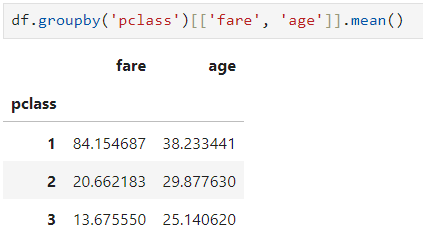 df.groupby('pclass')[['fare', 'age']].mean()
fare age
pclass
1 84.154687 38.233441
2 20.662183 29.877630
3 13.675550 25.140620